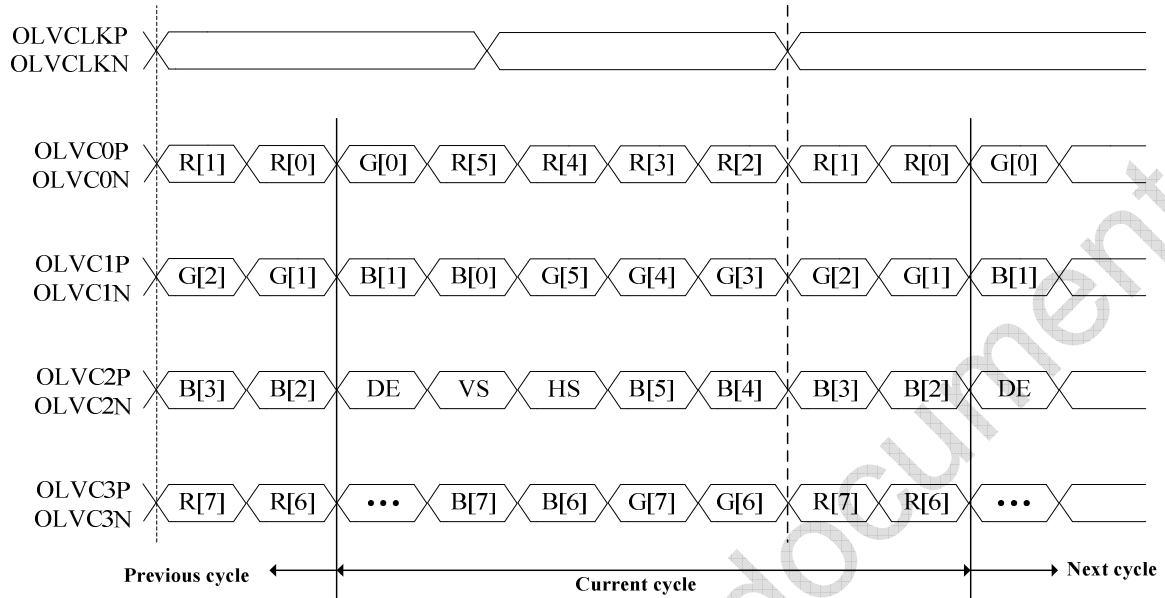 OLVCLKP
OLVCLKN
OLVC0P
OLVC0N
R[1] R[0] G[0] R[5] R[4] R[3] R[2] R[1] R[0] G[0]
OLVC1P
OLVC1N
G[2] G[1] B[1] B[0] G[5] G[4] G[3] G[2] G[1] B[1]
OLVC2P
OLVC2N
B[3] B[2] DE VS HS B[5] B[4] B[3] B[2] DE
OLVC3P
OLVC3N
R[7] R[6] ••• B[7] B[6] G[7] G[6] R[7] R[6] •••
Previous cycle Current cycle Next cycle
document